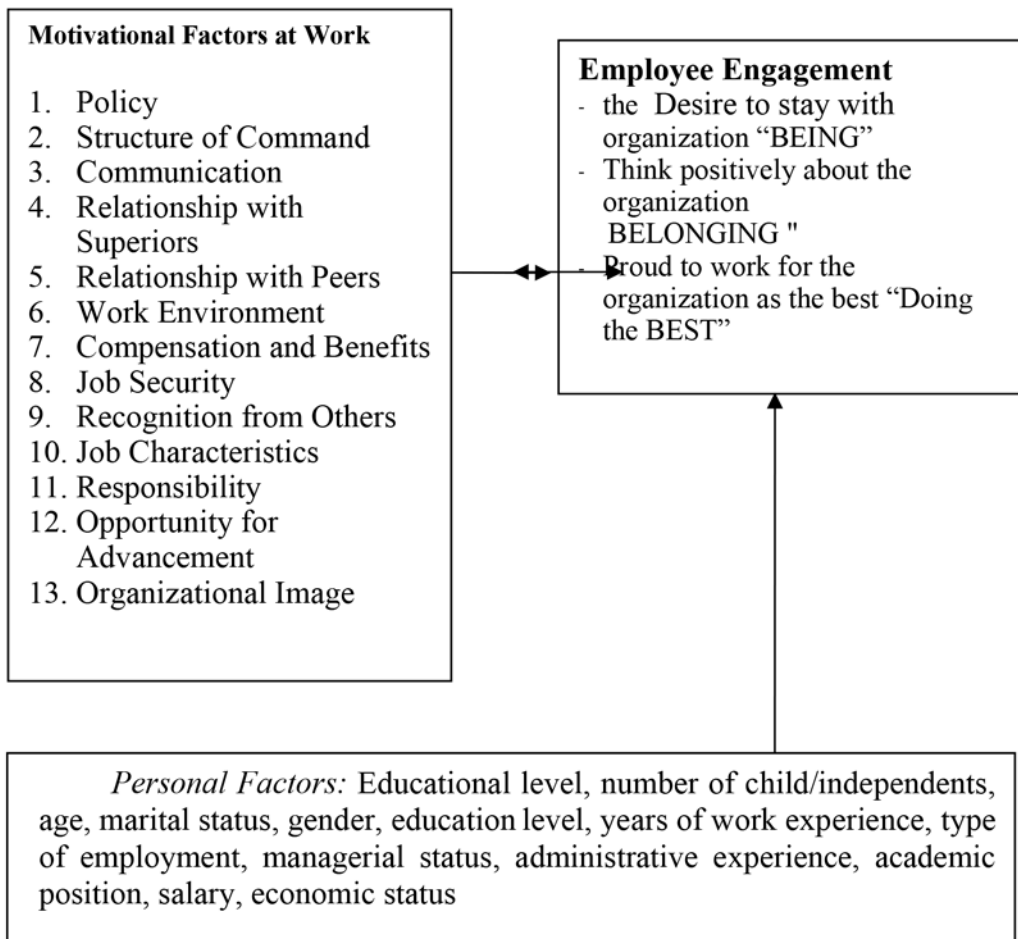 Motivational Factors at Work
1. Policy
2. Structure of Command
3. Communication
4. Relationship with
Superiors
5. Relationship with Peers
6. Work Environment
7. Compensation and Benefits
8. Job Security
9. Recognition from Others
10. Job Characteristics
11. Responsibility
12. Opportunity for
Advancement
13. Organizational Image
Employee Engagement
- the Desire to stay with
organization “BEING”
- Think positively about the
organization
BELONGING "
- Proud to work for the
organization as the best “Doing
the BEST”
Personal Factors: Educational level, number of child/independents,
age, marital status, gender, education level, years of work experience, type
of employment, managerial status, administrative experience, academic
position, salary, economic status